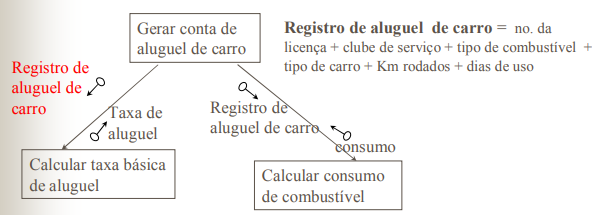 Gerar conta de
aluguel de carro
Registro de aluguel de carro = no. da
licença + clube de serviço + tipo de combustível +
tipo de carro + Km rodados + dias de uso
Registro de
aluguel de
carro
Taxa de
aluguel
Registro de
aluguel de carro
consumo
Calcular taxa básica
de aluguel
Calcular consumo
de combustível